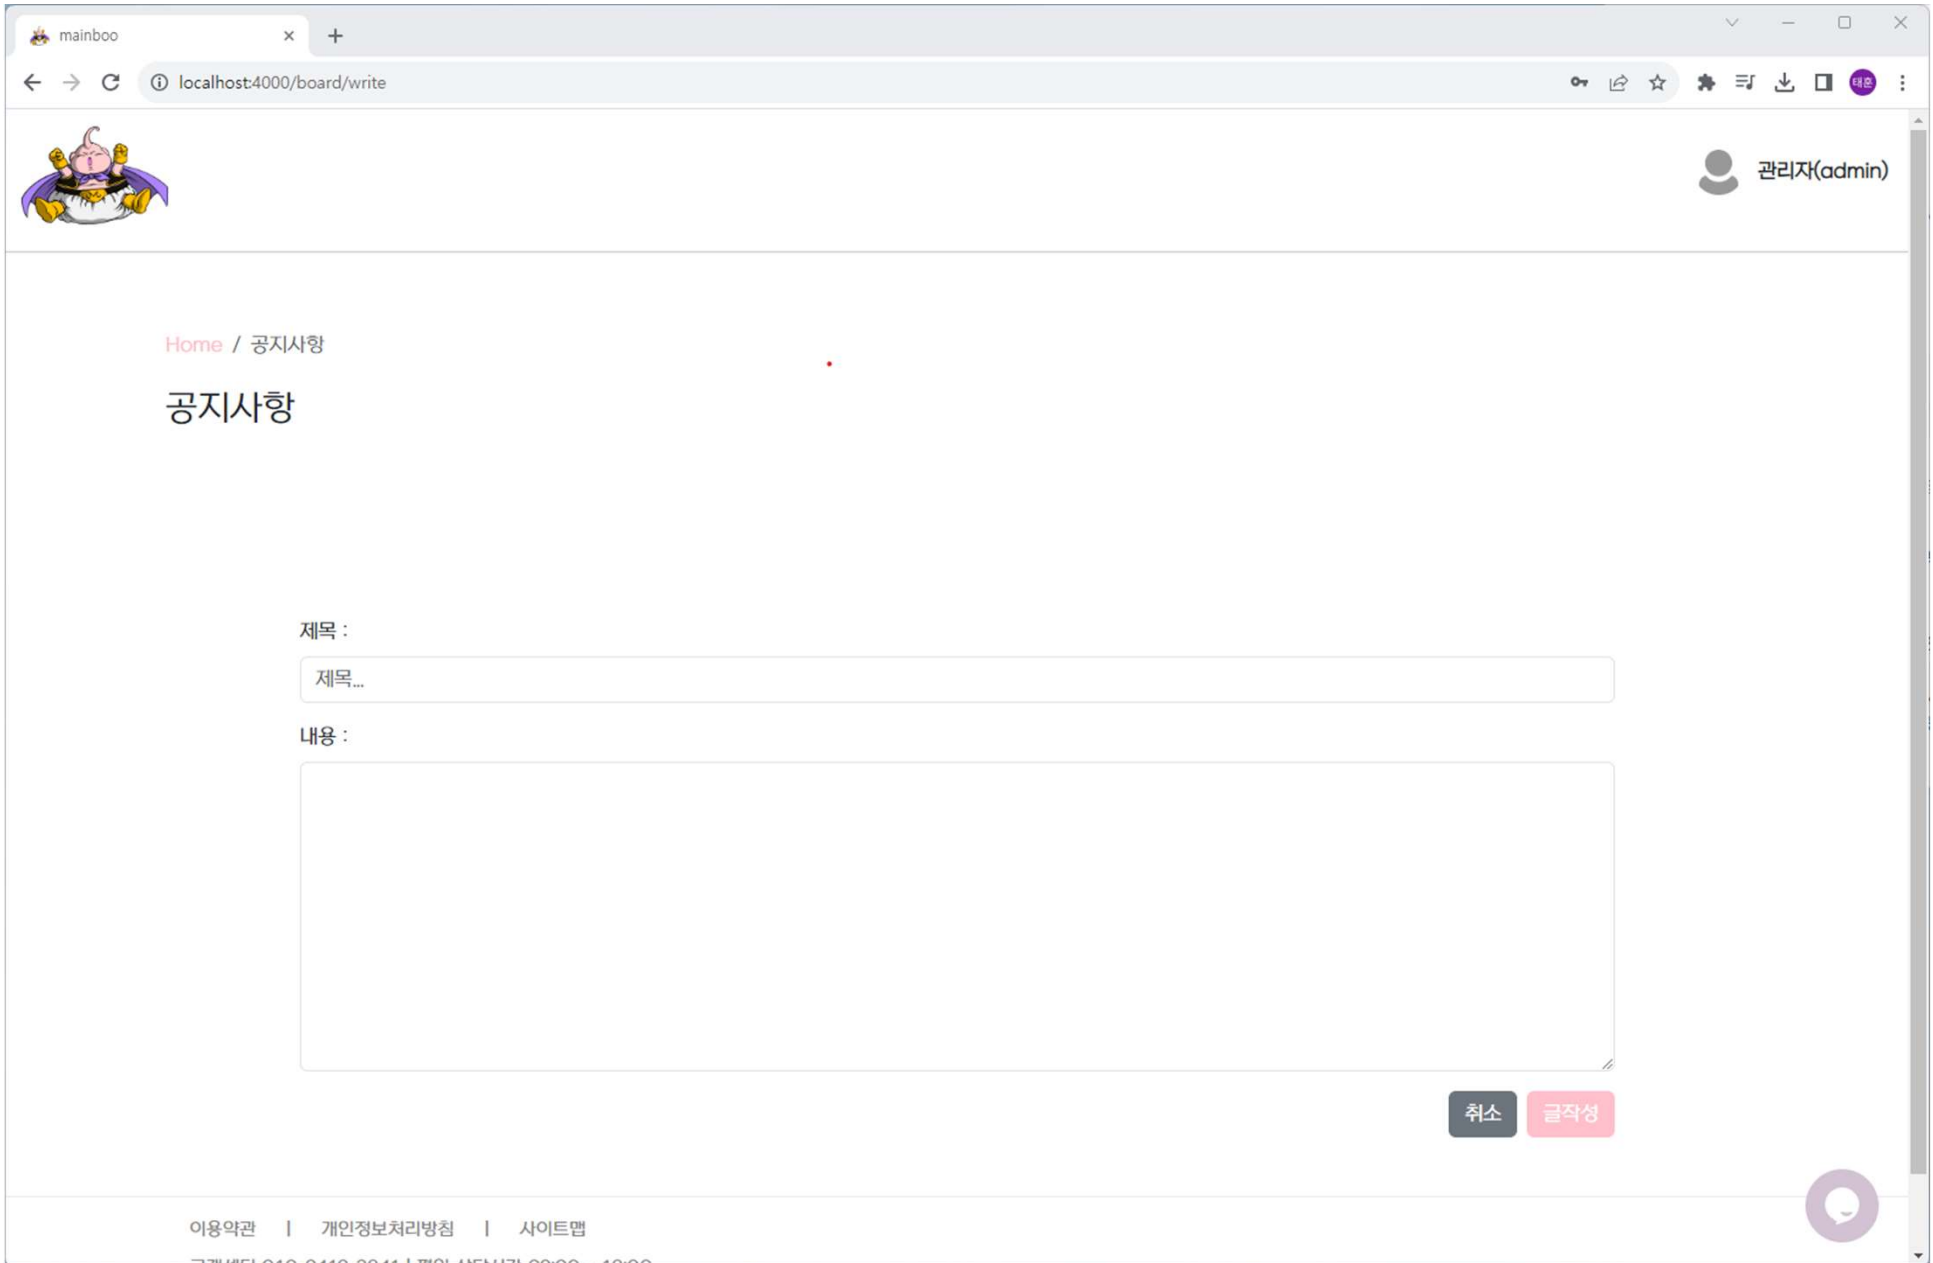 mainboo
localhost:4000/board/write
태훈
관리자(admin)
Home / 공지사항
공지사항
제목 :
제목...
내용 :
취소 글작성
이용약관 | 개인정보처리방침 | 사이트맵